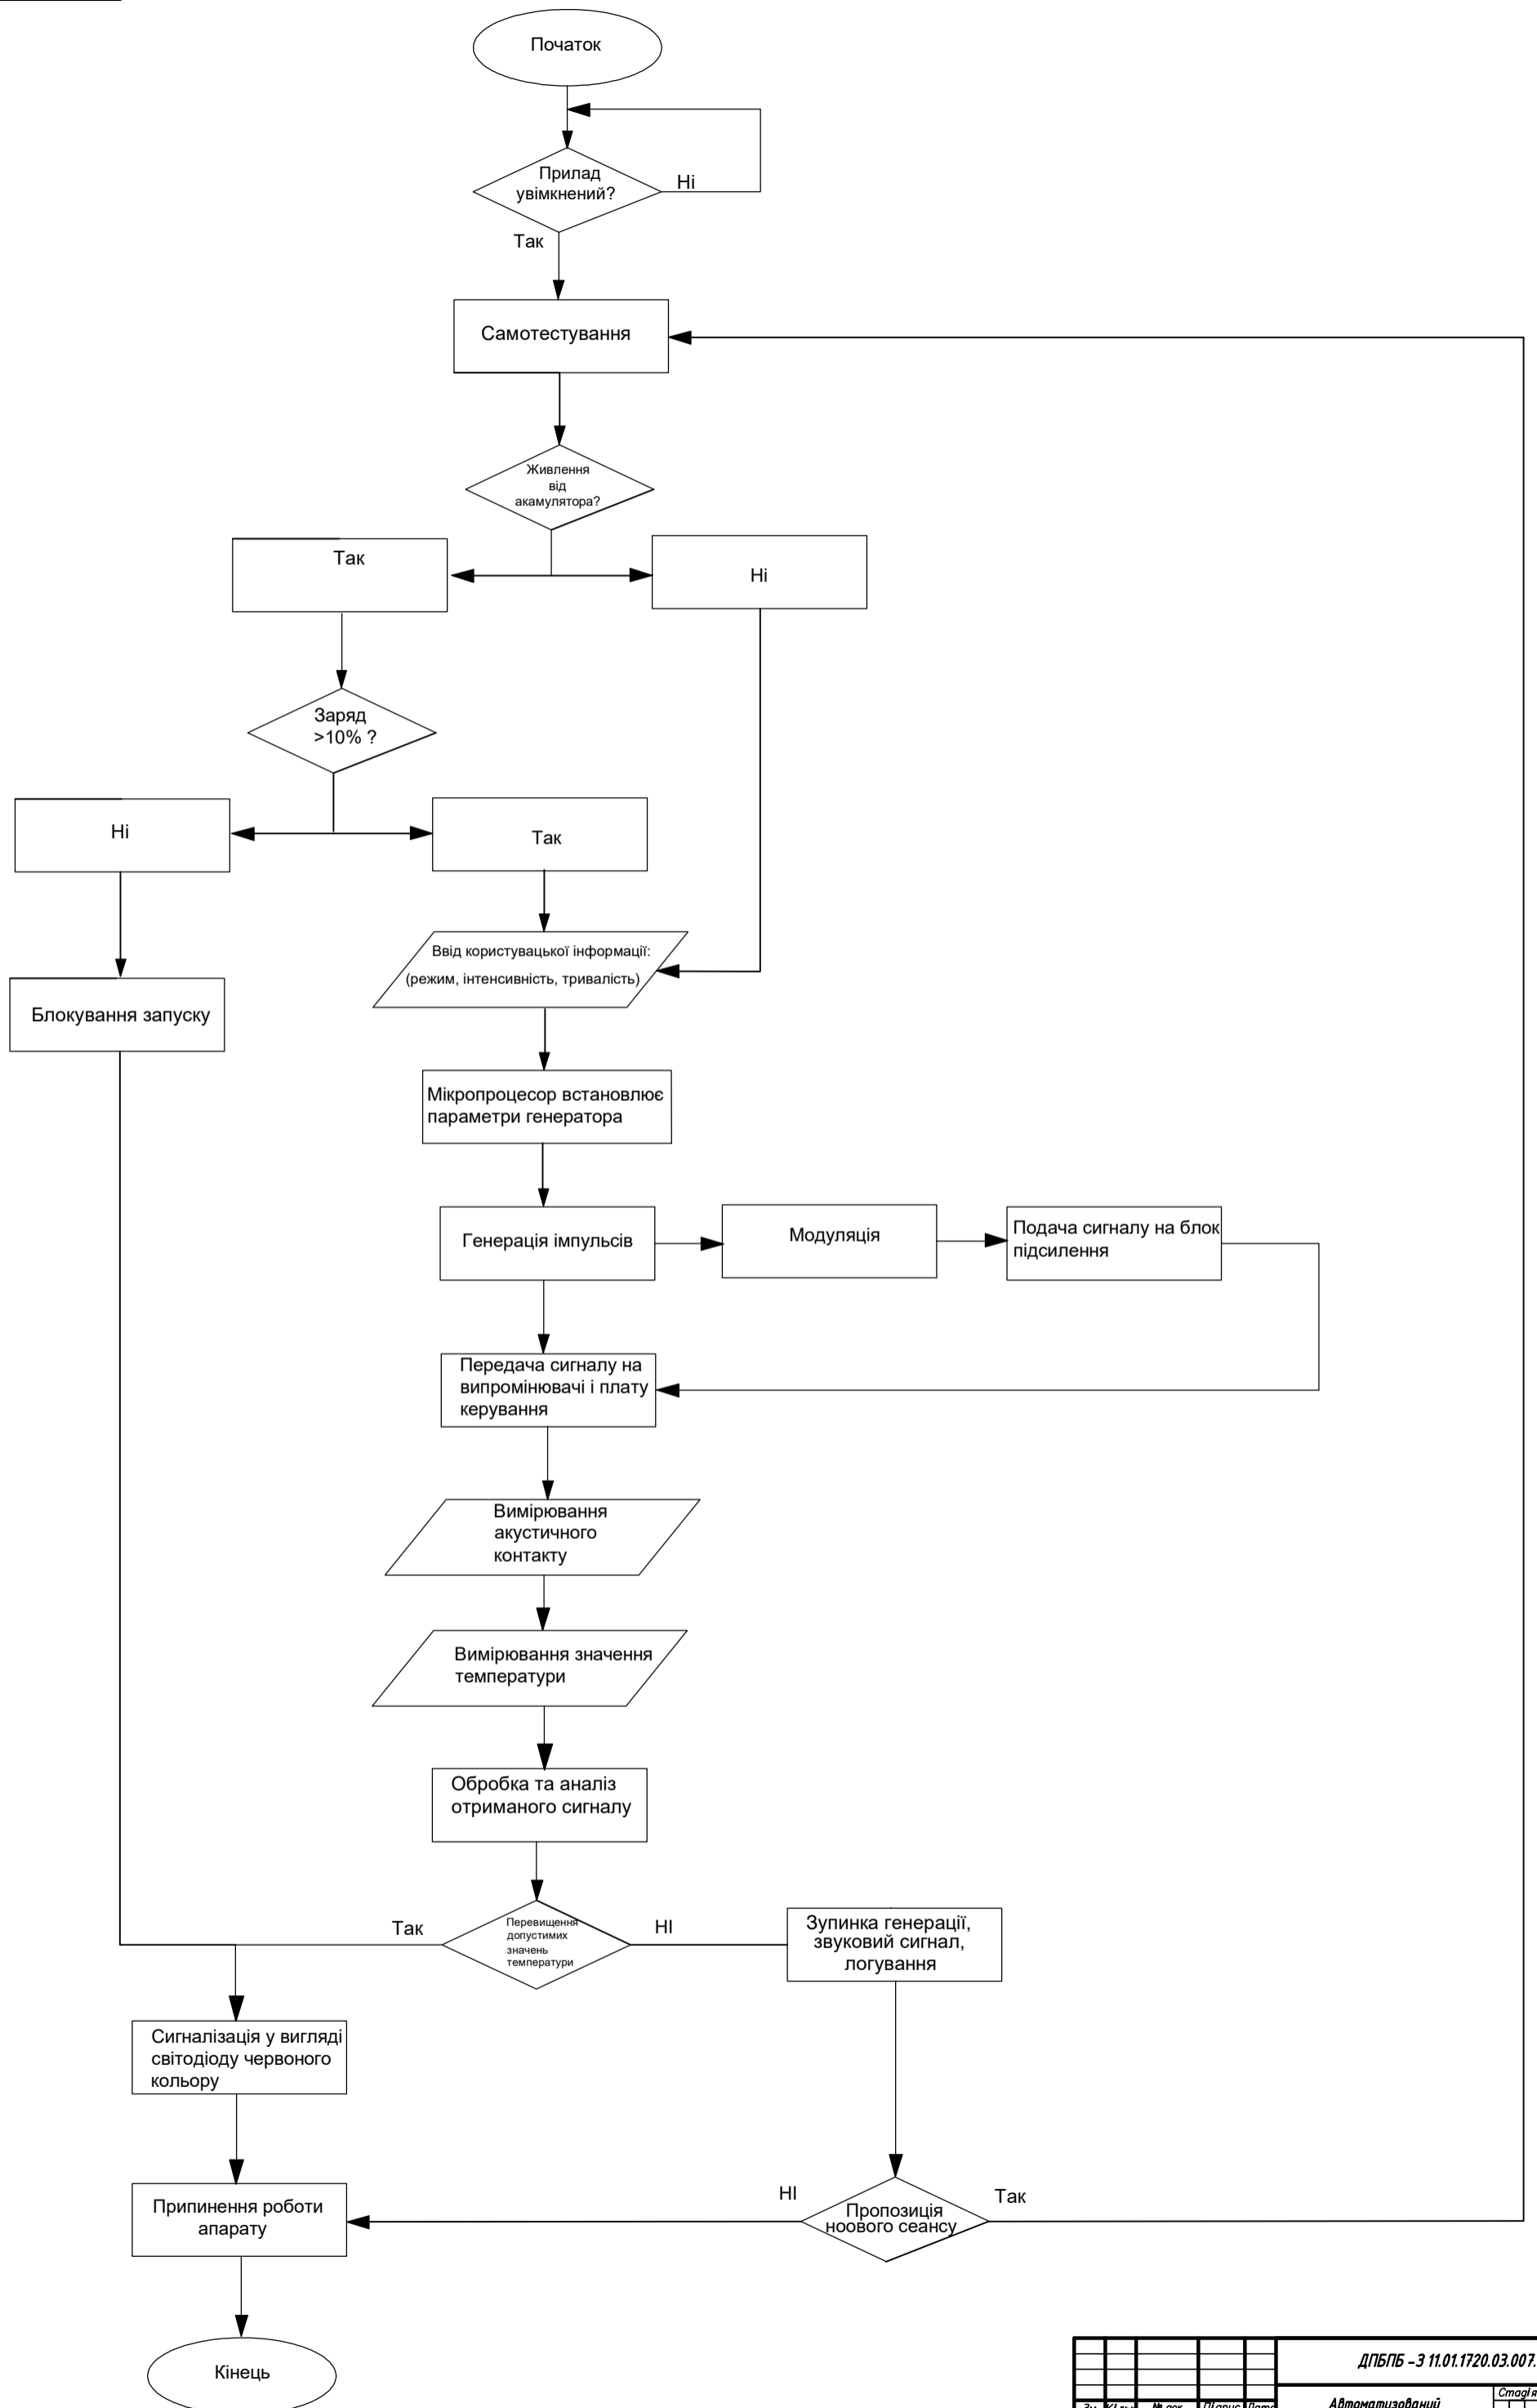 Початок
Прилад
увімкнений?
Ні
Так
Самотестування
Живлення
від
акамулятора?
Так
Ні
Заряд
>10% ?
Ні
Так
Ввід користувацької інформації:
(режим, інтенсивність, тривалість)
Блокування запуску
Мікропроцесор встановлює
параметри генератора
Генерація імпульсів
Модуляція
Подача сигналу на блок
підсилення
Передача сигналу на
випромінювачі і плату
керування
Вимірювання
акустичного
контакту
Вимірювання значення
температури
Обробка та аналіз
отриманого сигналу
Так
Перевищення
допустимих
значень
температури
НІ
Зупинка генерації,
звуковий сигнал,
логування
Сигналізація у вигляді
світодіоду червоного
кольору
Припинення роботи
апарату
НІ
Пропозиція
ноового сеансу
Так
Кінець
ДПБПБ – З 11.01.1720.03.007.
Стадія
Автоматизований